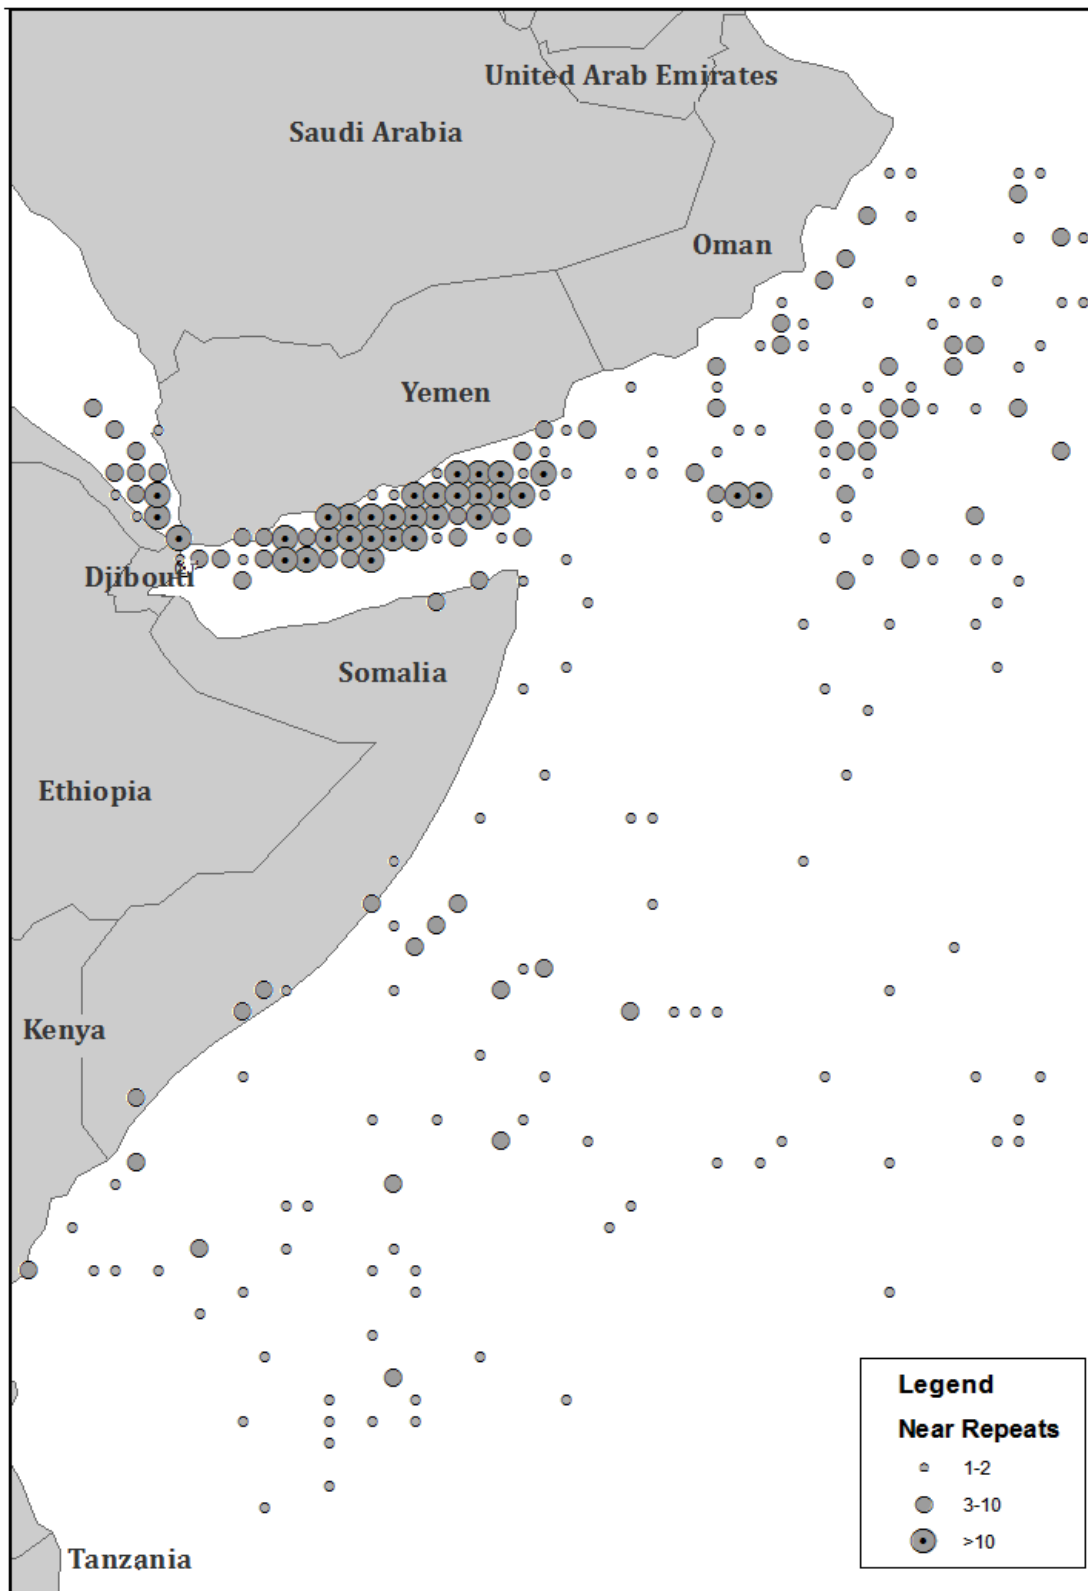 United Arab Emirates
Saudi Arabia
Oman
Yemen
Djibouti
Somalia
Ethiopia
Kenya
Legend
Near Repeats
1-2
3-10
>10
Tanzania